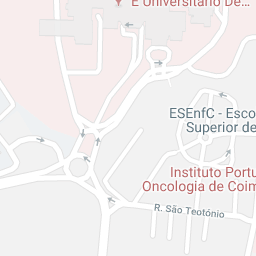 E Universitário De...
ESEnfC - Esco
Superior de
Instituto Portu
Oncologia de Coim
R. São Teotónio